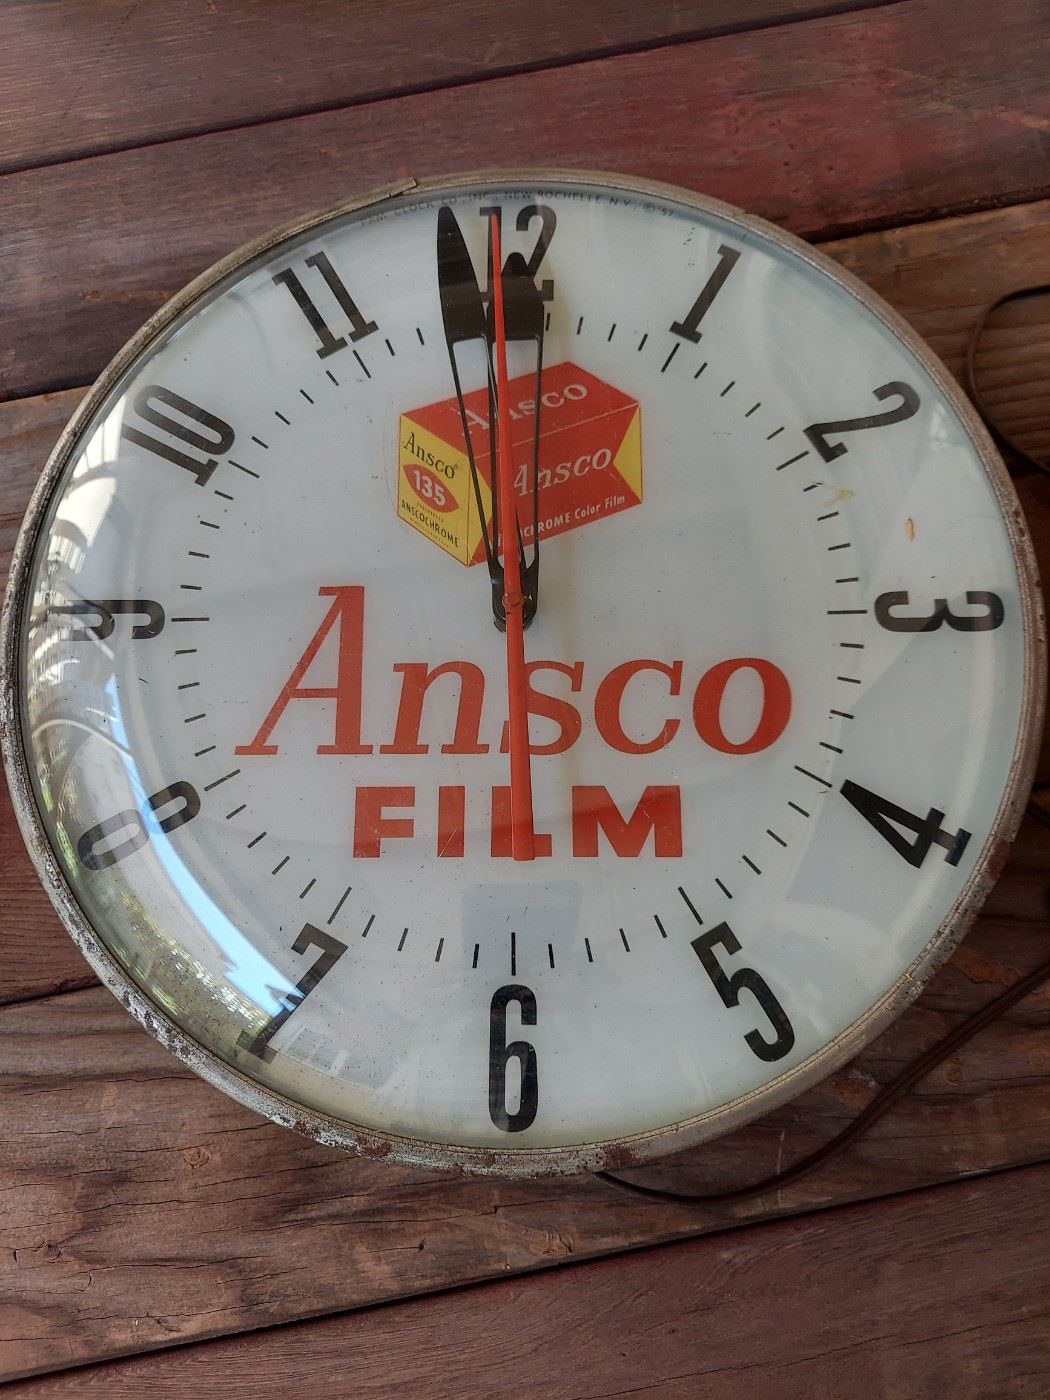 PAM CLOCK CO. INC. NEW ROCHELLE N.Y. © 57
12
11
1
10
2
Ansco
Ansco
135
ANSCOCHROME
Ansco
CHROME Color Film
9
3
Ansco
FILM
8
4
7
5
6